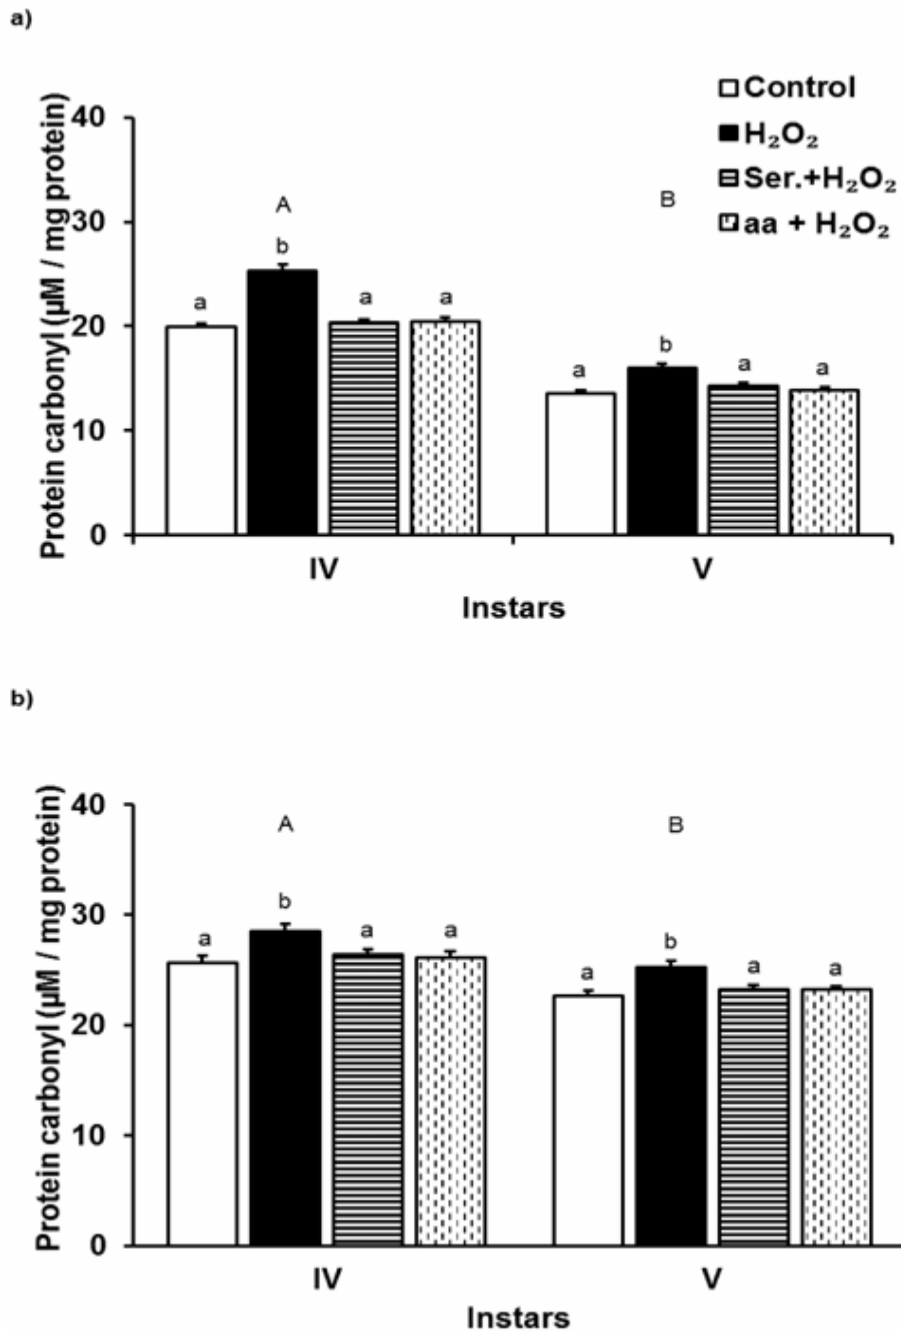 a)
Protein carbonyl (µM / mg protein)
40
30
20
10
0
Control
H₂O₂
Ser.+H₂O₂
aa + H₂O₂
A
B
a
b
a
a
a
b
a
a
IV
V
Instars
b)
Protein carbonyl (µM / mg protein)
40
30
20
10
0
A
B
a
b
a
a
a
b
a
a
IV
V
Instars